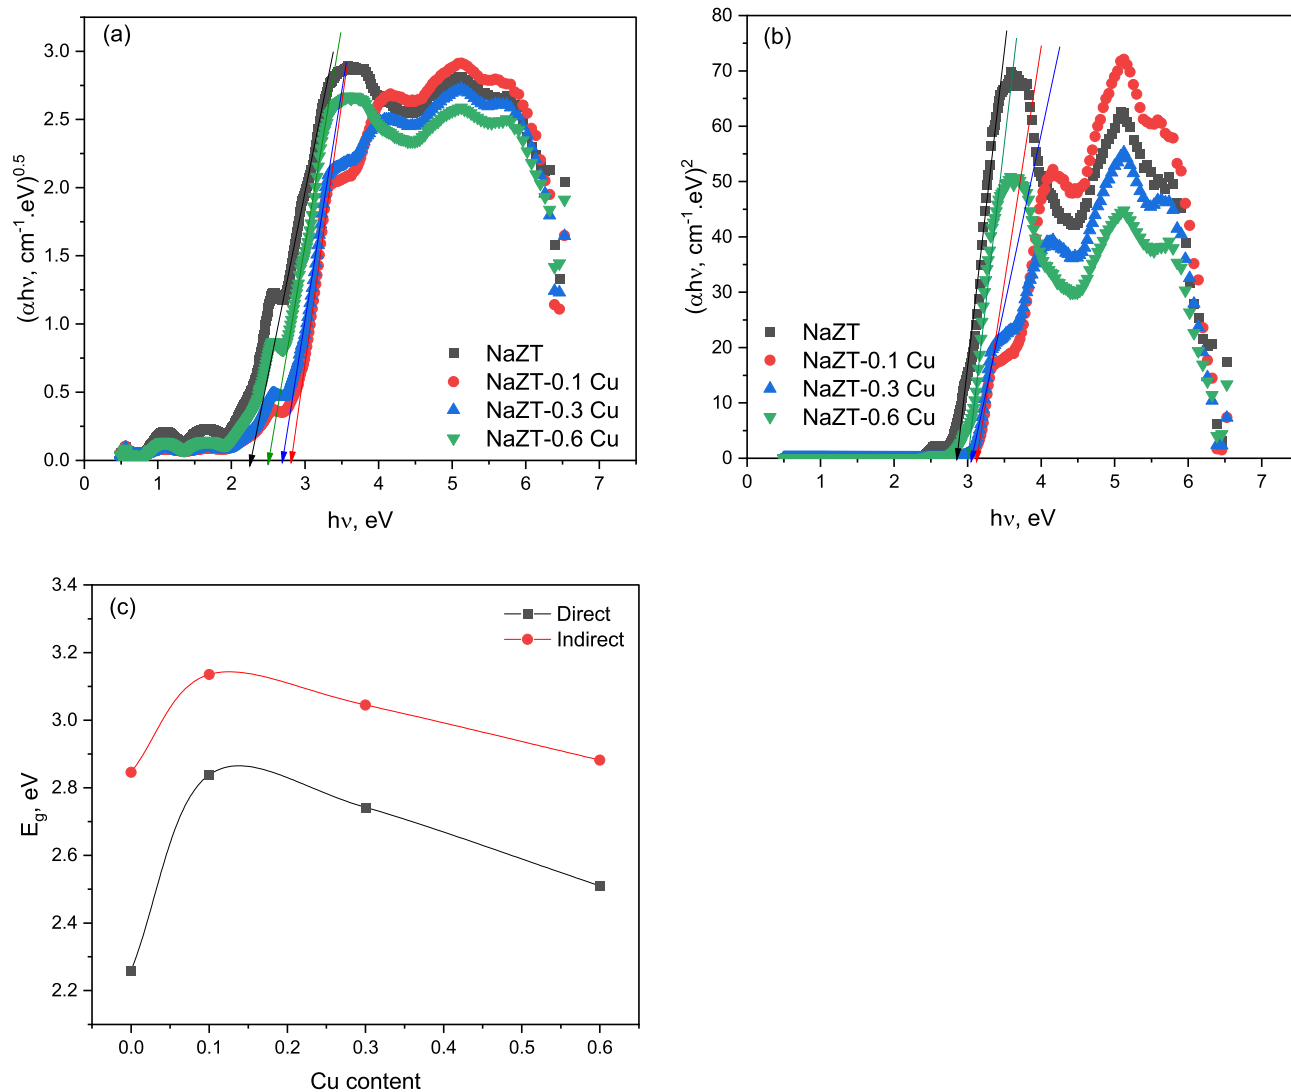 (a)
3.0
2.5
2.0
1.5
1.0
0.5
0.0
(αhν, cm⁻¹.eV)⁰·⁵
NaZT
NaZT-0.1 Cu
NaZT-0.3 Cu
NaZT-0.6 Cu
0 1 2 3 4 5 6 7
hν, eV
(b)
80
70
60
50
40
30
20
10
0
(αhν, cm⁻¹.eV)²
NaZT
NaZT-0.1 Cu
NaZT-0.3 Cu
NaZT-0.6 Cu
0 1 2 3 4 5 6 7
hν, eV
(c)
3.4
3.2
3.0
2.8
2.6
2.4
2.2
E_g, eV
Direct
Indirect
0.0 0.1 0.2 0.3 0.4 0.5 0.6
Cu content